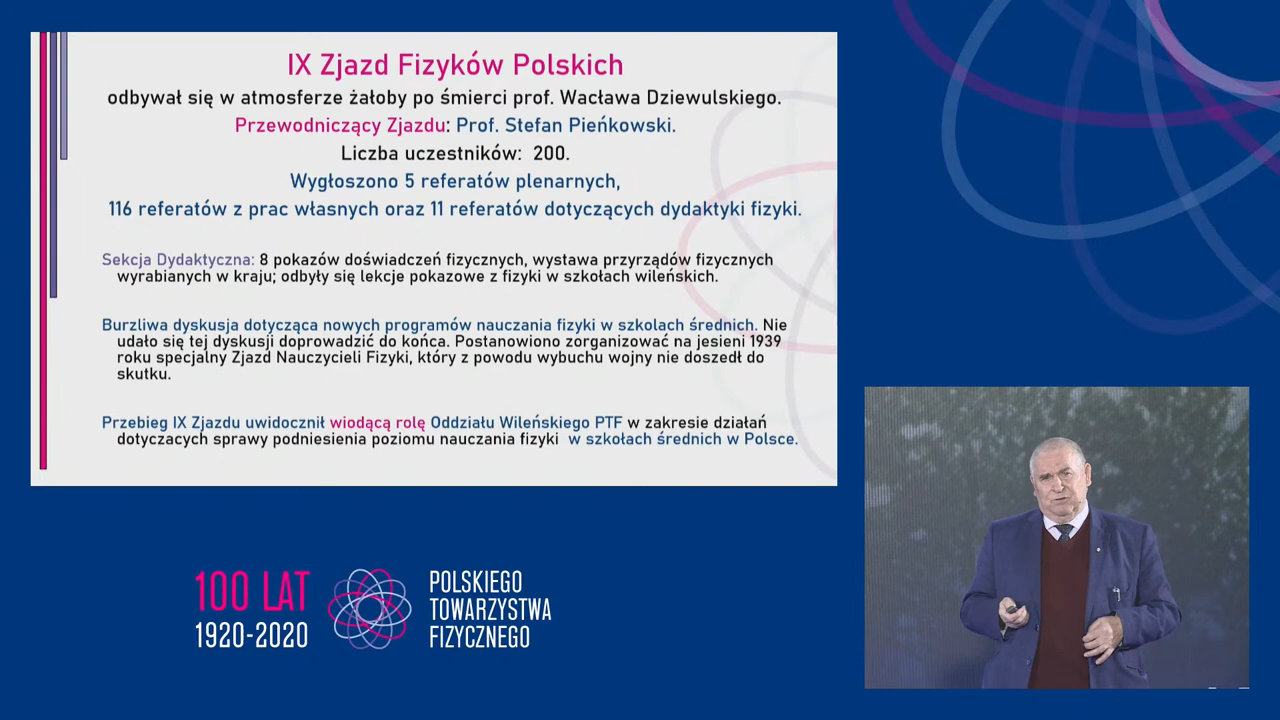 IX Zjazd Fizyków Polskich
odbywał się w atmosferze żałoby po śmierci prof. Wacława Dziewulskiego.
Przewodniczący Zjazdu: Prof. Stefan Pieńkowski.
Liczba uczestników: 200.
Wygłoszono 5 referatów plenarnych,
116 referatów z prac własnych oraz 11 referatów dotyczących dydaktyki fizyki.
Sekcja Dydaktyczna: 8 pokazów doświadczeń fizycznych, wystawa przyrządów fizycznych
wyrabianych w kraju; odbyły się lekcje pokazowe z fizyki w szkołach wileńskich.
Burzliwa dyskusja dotycząca nowych programów nauczania fizyki w szkolach średnich. Nie
udało się tej dyskusji doprowadzić do końca. Postanowiono zorganizować na jesieni 1939
roku specjalny Zjazd Nauczycieli Fizyki, który z powodu wybuchu wojny nie doszedł do
skutku.
Przebieg IX Zjazdu uwidocznił wiodącą rolę Oddziału Wileńskiego PTF w zakresie działań
dotyczacych sprawy podniesienia poziomu nauczania fizyki w szkołach średnich w Polsce.
100 LAT
1920-2020
POLSKIEGO
TOWARZYSTWA
FIZYCZNEGO